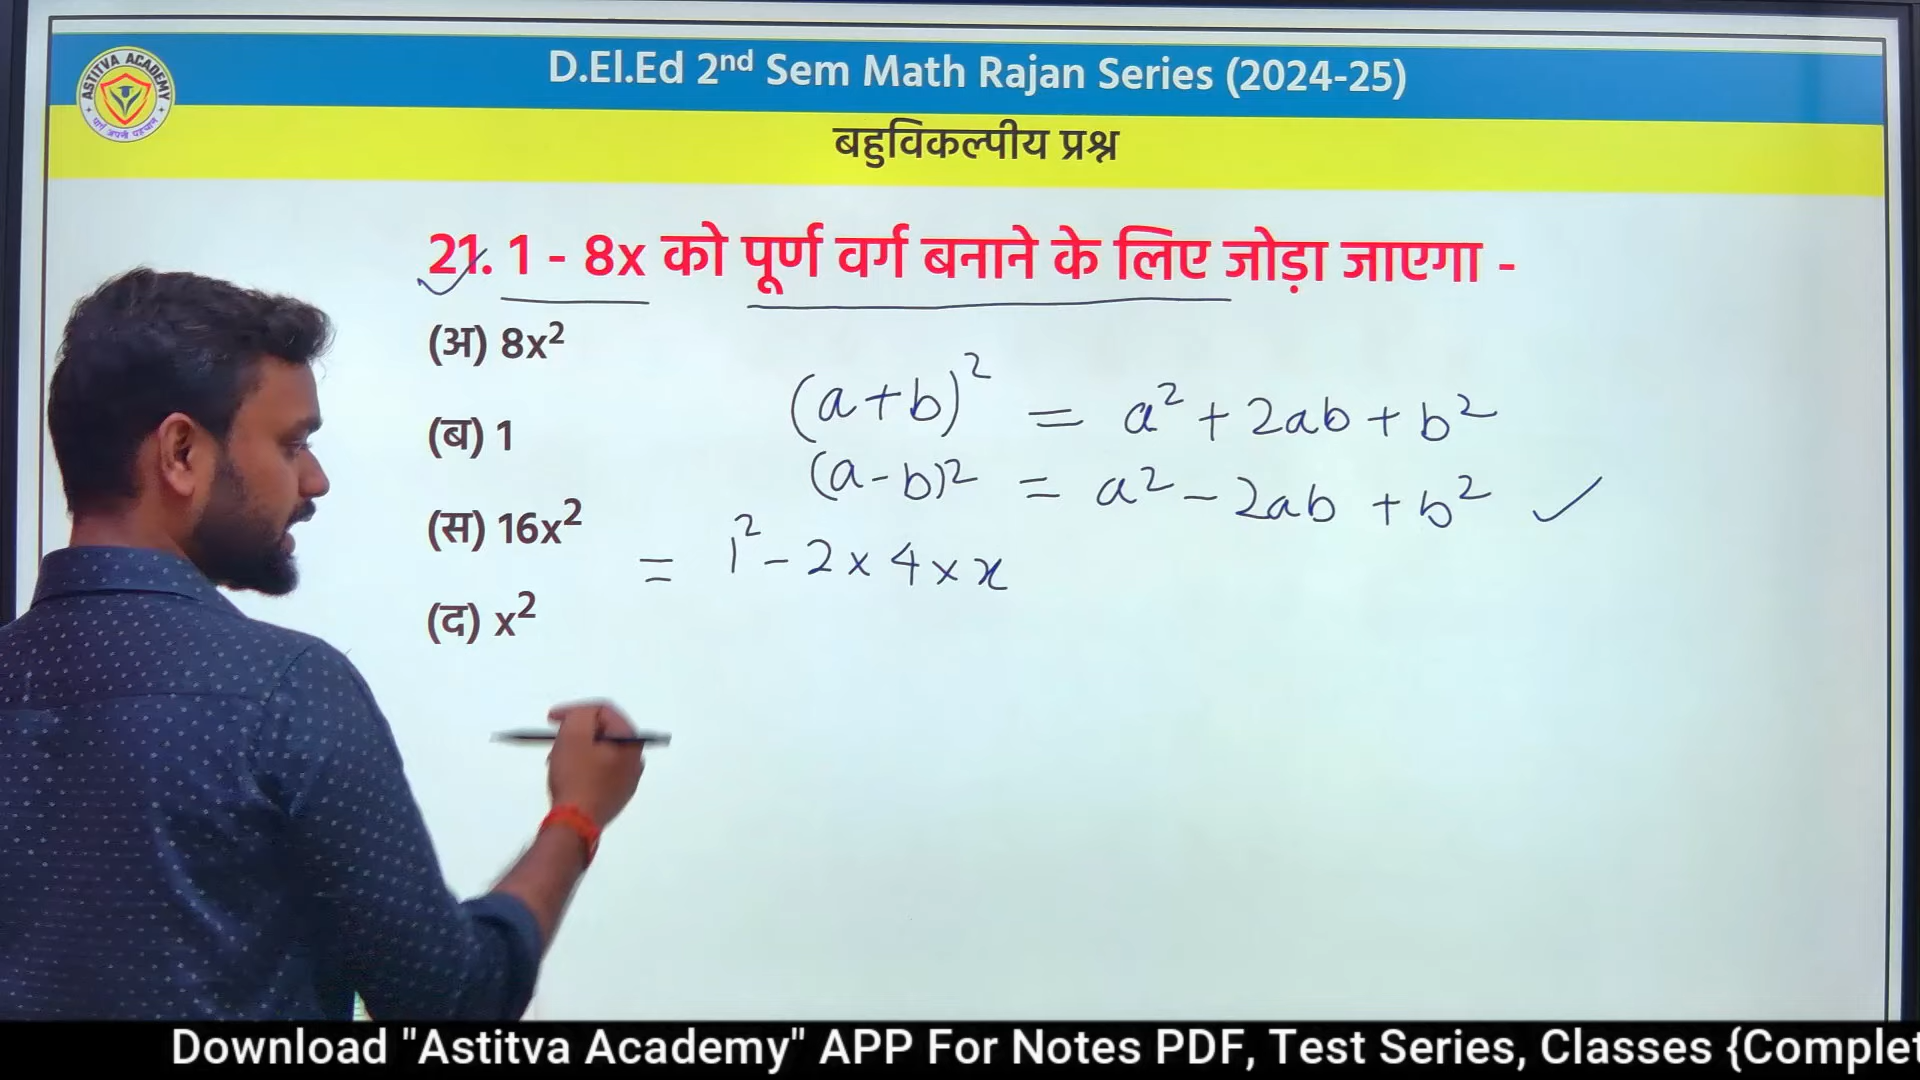 ASTITVA ACADEMY
D.El.Ed 2nd Sem Math Rajan Series (2024-25)
बहुविकल्पीय प्रश्न
21. 1 - 8x को पूर्ण वर्ग बनाने के लिए जोड़ा जाएगा -
(अ) 8x²
(ब) 1
(स) 16x²
(द) x²
(a+b)² = a² + 2ab + b²
(a-b)² = a² - 2ab + b² ✓
= 1² - 2 × 4 × x
Download "Astitva Academy" APP For Notes PDF, Test Series, Classes {Complet